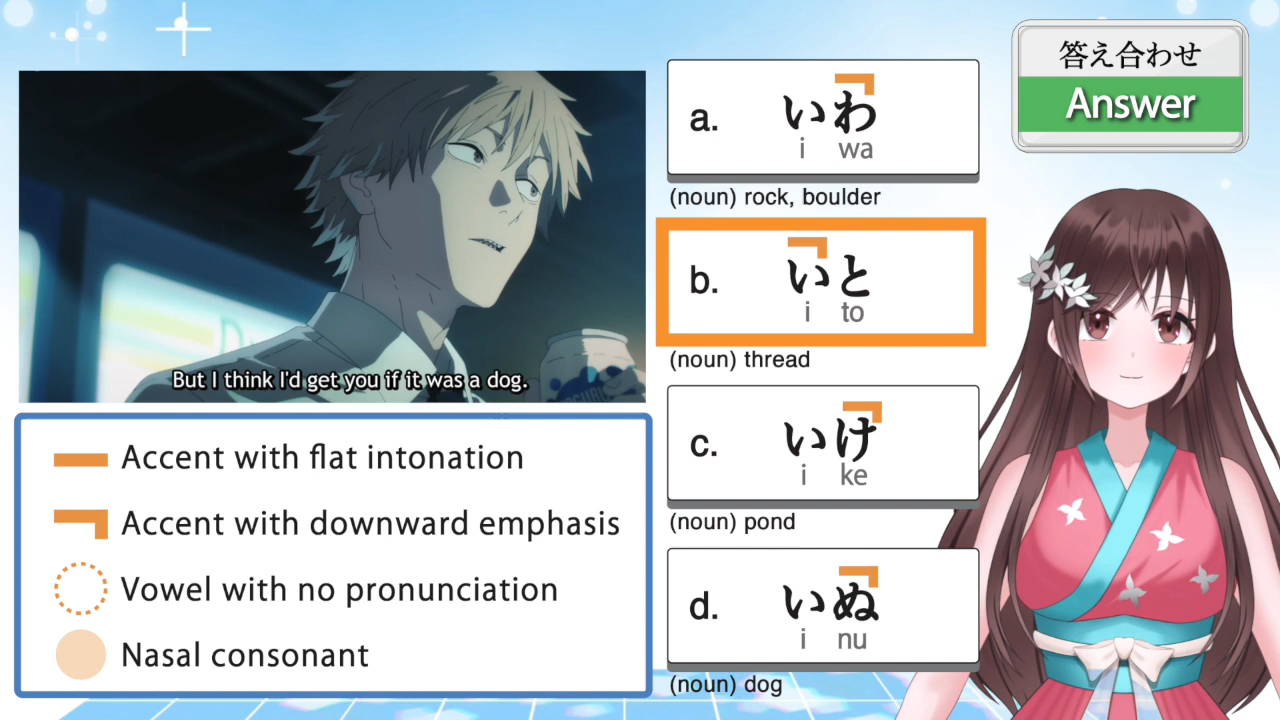 But I think I'd get you if it was a dog.
Accent with flat intonation
Accent with downward emphasis
Vowel with no pronunciation
Nasal consonant
a. いわ
i wa
(noun) rock, boulder
b. いと
i to
(noun) thread
c. いけ
i ke
(noun) pond
d. いぬ
i nu
(noun) dog
答え合わせ
Answer